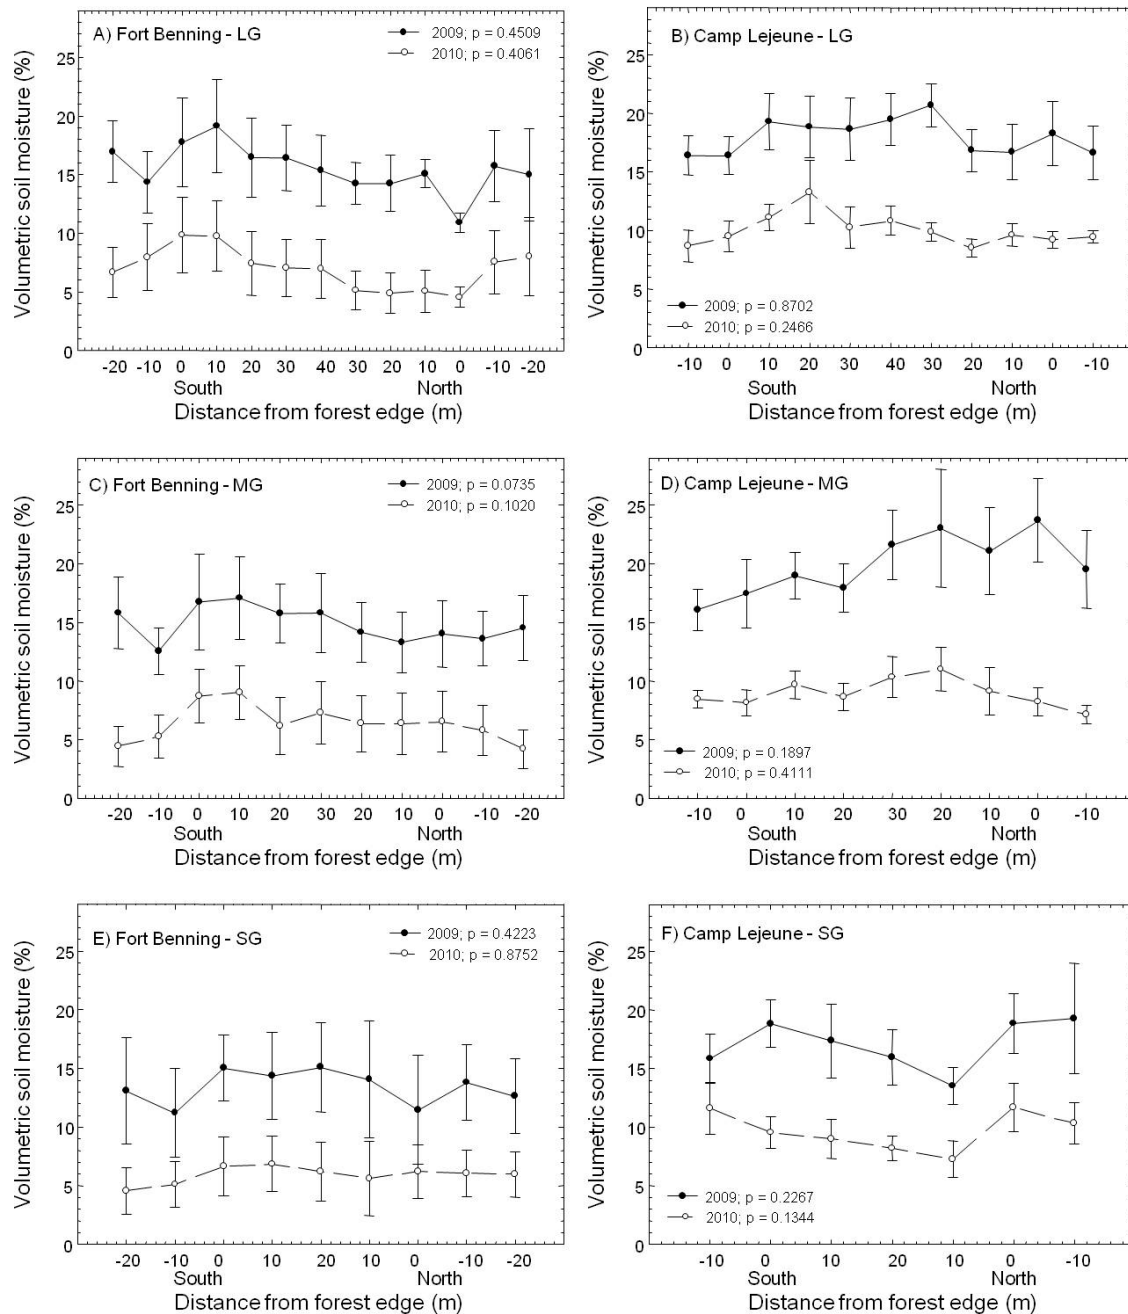 A) Fort Benning - LG
2009; p = 0.4509
2010; p = 0.4061
Volumetric soil moisture (%)
25
20
15
10
5
0
-20 -10 0 10 20 30 40 30 20 10 0 -10 -20
South North
Distance from forest edge (m)
B) Camp Lejeune - LG
Volumetric soil moisture (%)
25
20
15
10
5
0
2009; p = 0.8702
2010; p = 0.2466
-10 0 10 20 30 40 30 20 10 0 -10
South North
Distance from forest edge (m)
C) Fort Benning - MG
2009; p = 0.0735
2010; p = 0.1020
Volumetric soil moisture (%)
25
20
15
10
5
0
-20 -10 0 10 20 30 20 10 0 -10 -20
South North
Distance from forest edge (m)
D) Camp Lejeune - MG
Volumetric soil moisture (%)
25
20
15
10
5
0
2009; p = 0.1897
2010; p = 0.4111
-10 0 10 20 30 20 10 0 -10
South North
Distance from forest edge (m)
E) Fort Benning - SG
2009; p = 0.4223
2010; p = 0.8752
Volumetric soil moisture (%)
25
20
15
10
5
0
-20 -10 0 10 20 10 0 -10 -20
South North
Distance from forest edge (m)
F) Camp Lejeune - SG
Volumetric soil moisture (%)
25
20
15
10
5
0
2009; p = 0.2267
2010; p = 0.1344
-10 0 10 20 10 0 -10
South North
Distance from forest edge (m)